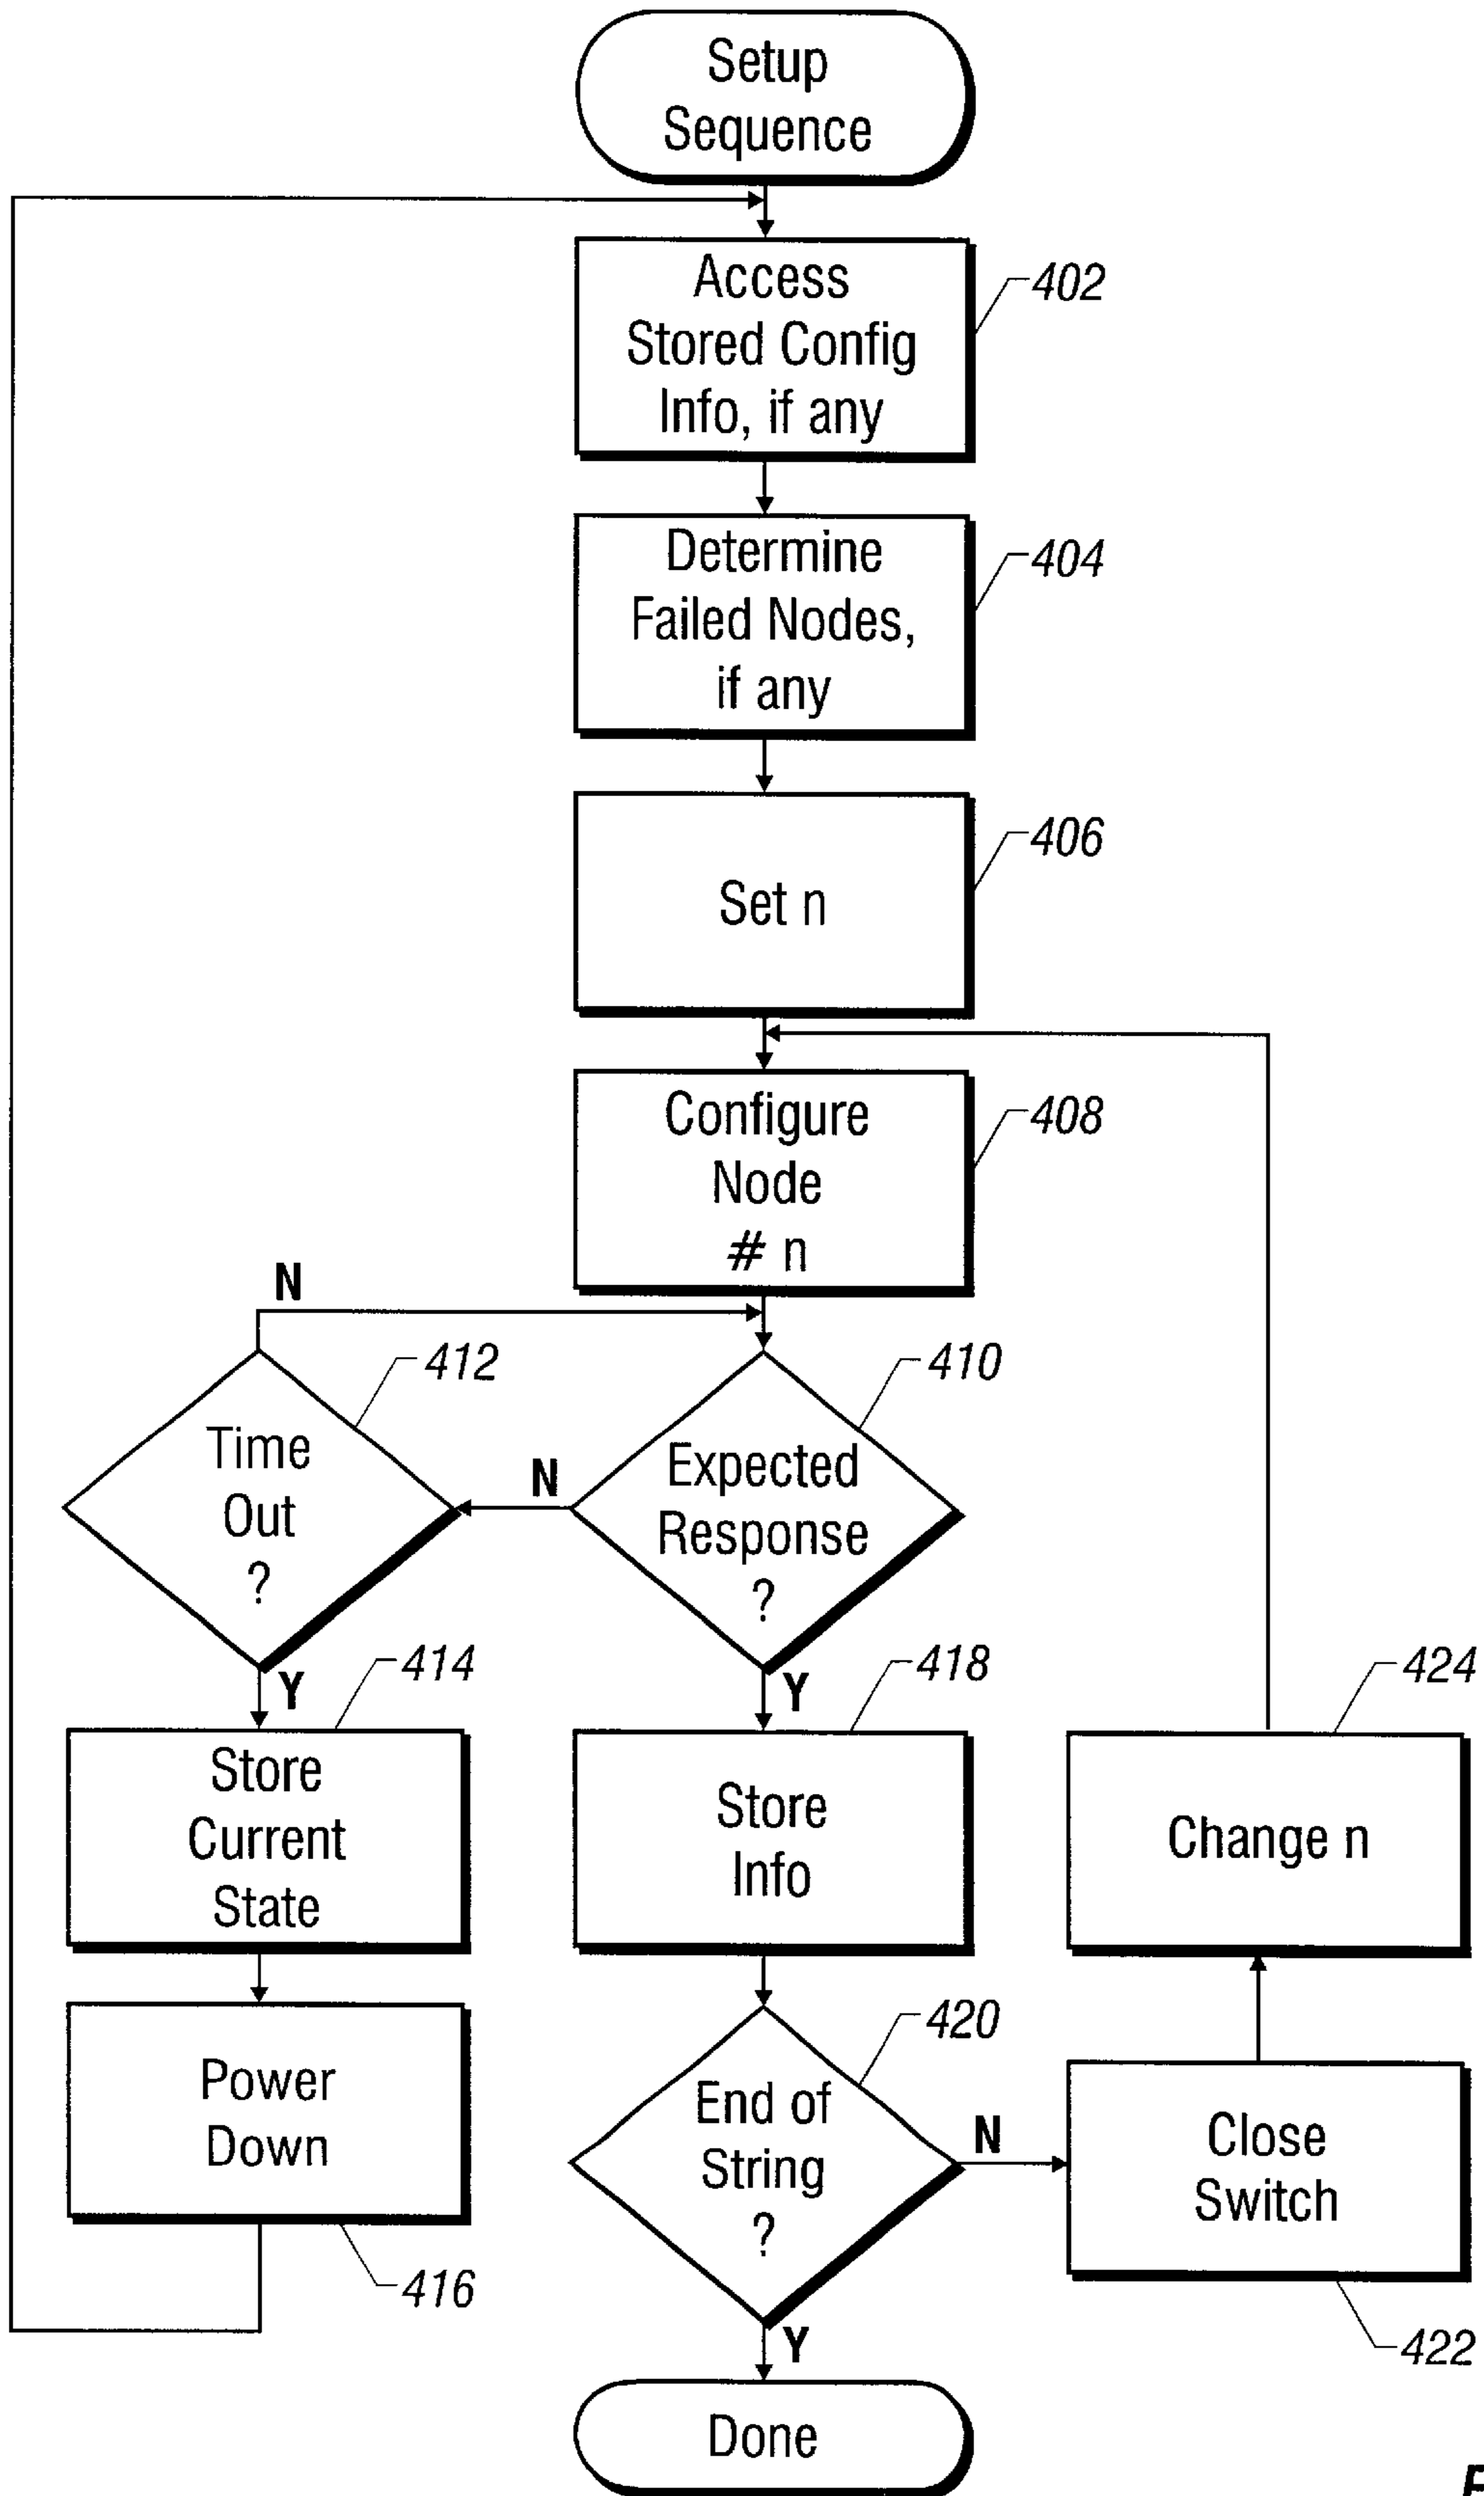 Setup
Sequence
Access
Stored Config
Info, if any
402
Determine
Failed Nodes,
if any
404
Set n
406
Configure
Node
# n
408
N
412
410
Time
Out
?
N
Expected
Response
?
Y
414
Y
418
424
Store
Current
State
Store
Info
Change n
420
Power
Down
End of
String
?
N
Close
Switch
416
Y
422
Done